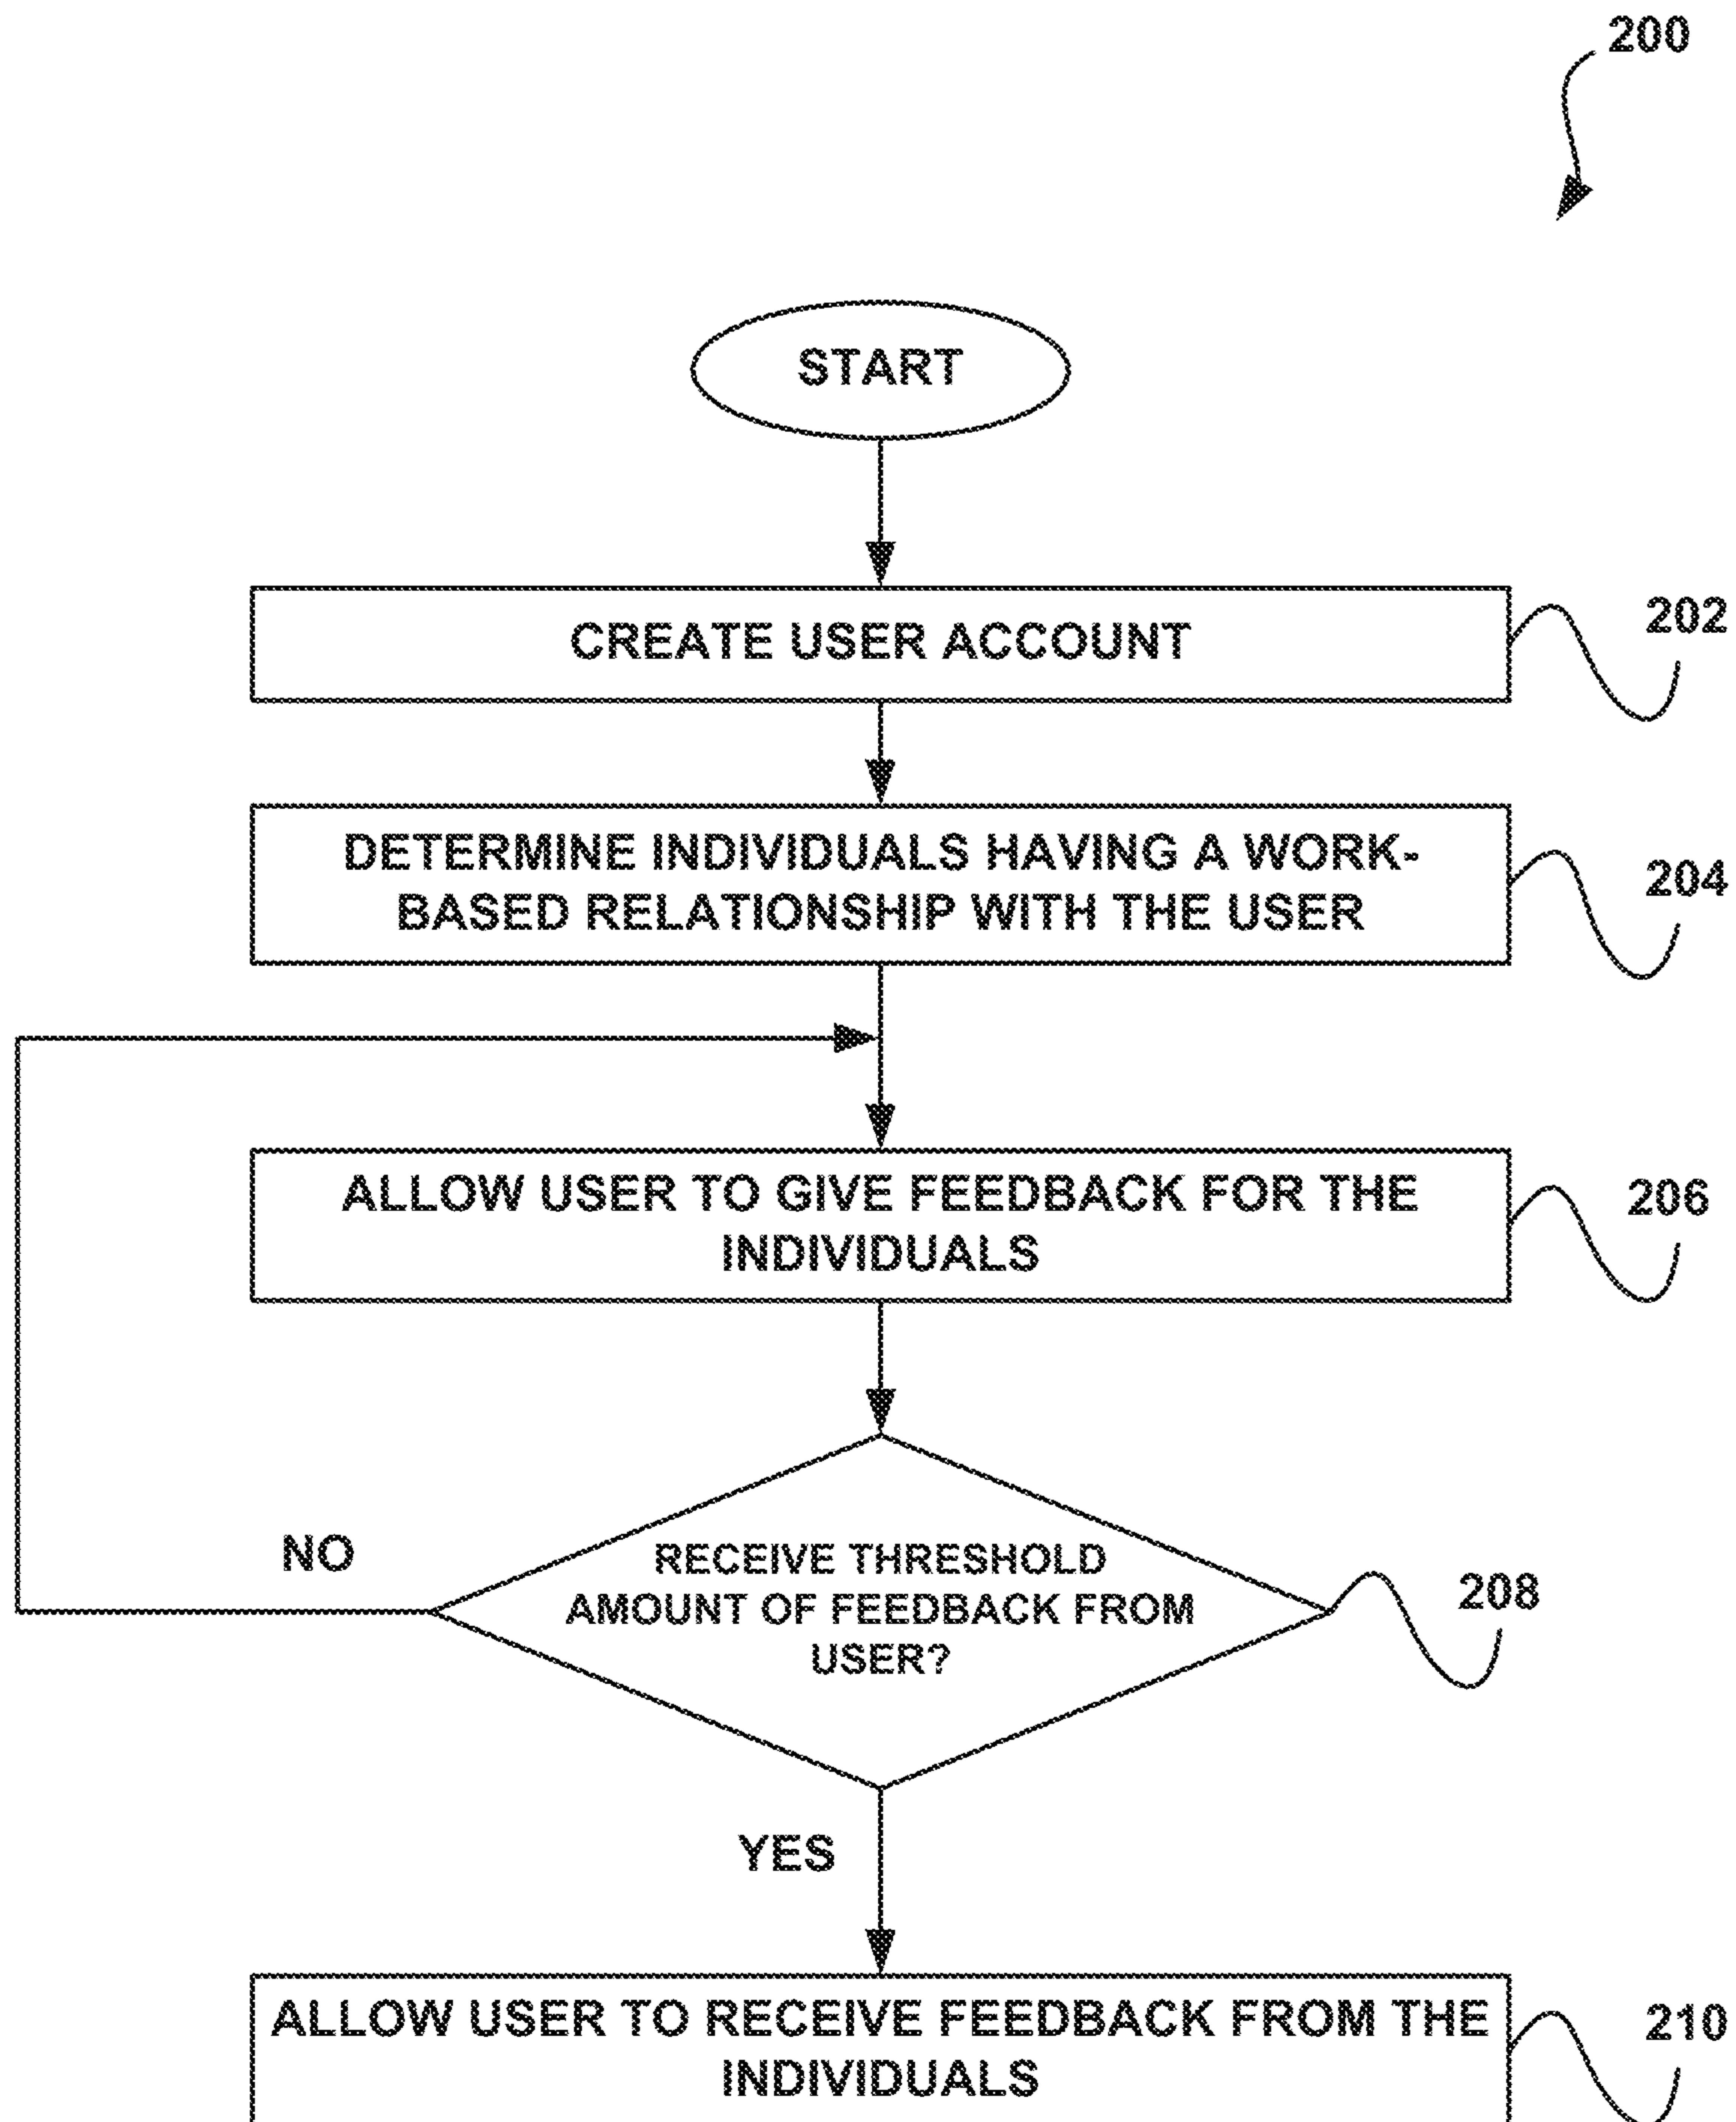 200
START
CREATE USER ACCOUNT
202
DETERMINE INDIVIDUALS HAVING A WORK-
BASED RELATIONSHIP WITH THE USER
204
ALLOW USER TO GIVE FEEDBACK FOR THE
INDIVIDUALS
206
NO
RECEIVE THRESHOLD
AMOUNT OF FEEDBACK FROM
USER?
208
YES
ALLOW USER TO RECEIVE FEEDBACK FROM THE
INDIVIDUALS
210